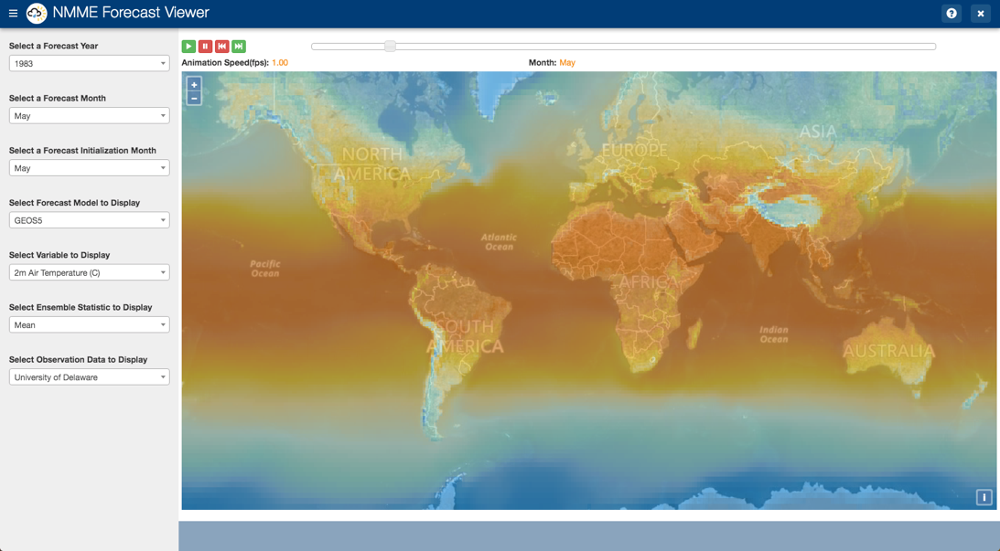 NMME Forecast Viewer
Select a Forecast Year
1983
Select a Forecast Month
May
Select a Forecast Initialization Month
May
Select Forecast Model to Display
GEOS5
Select Variable to Display
2m Air Temperature (C)
Select Ensemble Statistic to Display
Mean
Select Observation Data to Display
University of Delaware
Animation Speed(fps): 1.00
Month: May
+
−
NORTH
AMERICA
EUROPE
ASIA
Atlantic
Ocean
Pacific
Ocean
AFRICA
SOUTH
AMERICA
Indian
Ocean
AUSTRALIA
i